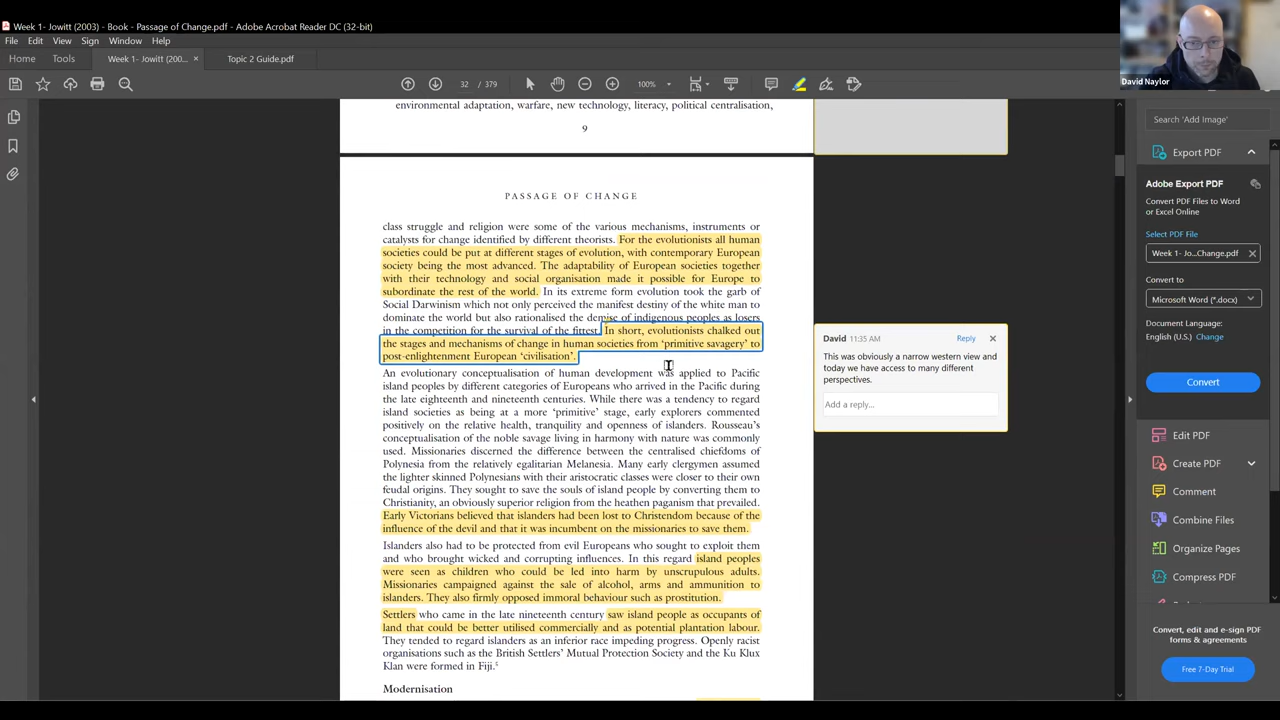 Week 1- Jowitt (2003) - Book - Passage of Change.pdf - Adobe Acrobat Reader DC (32-bit)
File Edit View Sign Window Help
Home Tools Week 1- Jowitt (200... × Topic 2 Guide.pdf
David Naylor
32 / 379 100%
environmental adaptation, warfare, new technology, literacy, political centralisation,
9
PASSAGE OF CHANGE
class struggle and religion were some of the various mechanisms, instruments or
catalysts for change identified by different theorists. For the evolutionists all human
societies could be put at different stages of evolution, with contemporary European
society being the most advanced. The adaptability of European societies together
with their technology and social organisation made it possible for Europe to
subordinate the rest of the world. In its extreme form evolution took the garb of
Social Darwinism which not only perceived the manifest destiny of the white man to
dominate the world but also rationalised the demise of indigenous peoples as losers
in the competition for the survival of the fittest. In short, evolutionists chalked out
the stages and mechanisms of change in human societies from ‘primitive savagery’ to
post-enlightenment European ‘civilisation’.
An evolutionary conceptualisation of human development was applied to Pacific
island peoples by different categories of Europeans who arrived in the Pacific during
the late eighteenth and nineteenth centuries. While there was a tendency to regard
island societies as being at a more ‘primitive’ stage, early explorers commented
positively on the relative health, tranquility and openness of islanders. Rousseau’s
conceptualisation of the noble savage living in harmony with nature was commonly
used. Missionaries discerned the difference between the centralised chiefdoms of
Polynesia from the relatively egalitarian Melanesia. Many early clergymen assumed
the lighter skinned Polynesians with their aristocratic classes were closer to their own
feudal origins. They sought to save the souls of island people by converting them to
Christianity, an obviously superior religion from the heathen paganism that prevailed.
Early Victorians believed that islanders had been lost to Christendom because of the
influence of the devil and that it was incumbent on the missionaries to save them.
Islanders also had to be protected from evil Europeans who sought to exploit them
and who brought wicked and corrupting influences. In this regard island peoples
were seen as children who could be led into harm by unscrupulous adults.
Missionaries campaigned against the sale of alcohol, arms and ammunition to
islanders. They also firmly opposed immoral behaviour such as prostitution.
Settlers who came in the late nineteenth century saw island people as occupants of
land that could be better utilised commercially and as potential plantation labour.
They tended to regard islanders as an inferior race impeding progress. Openly racist
organisations such as the British Settlers’ Mutual Protection Society and the Ku Klux
Klan were formed in Fiji.5
Modernisation
David 11:35 AM Reply ×
This was obviously a narrow western view and
today we have access to many different
perspectives.
Add a reply...
Search 'Add Image'
Export PDF
Adobe Export PDF
Convert PDF Files to Word
or Excel Online
Select PDF File
Week 1- Jo...Change.pdf ×
Convert to
Microsoft Word (*.docx)
Document Language:
English (U.S.) Change
Convert
Edit PDF
Create PDF
Comment
Combine Files
Organize Pages
Compress PDF
Convert, edit and e-sign PDF
forms & agreements
Free 7-Day Trial